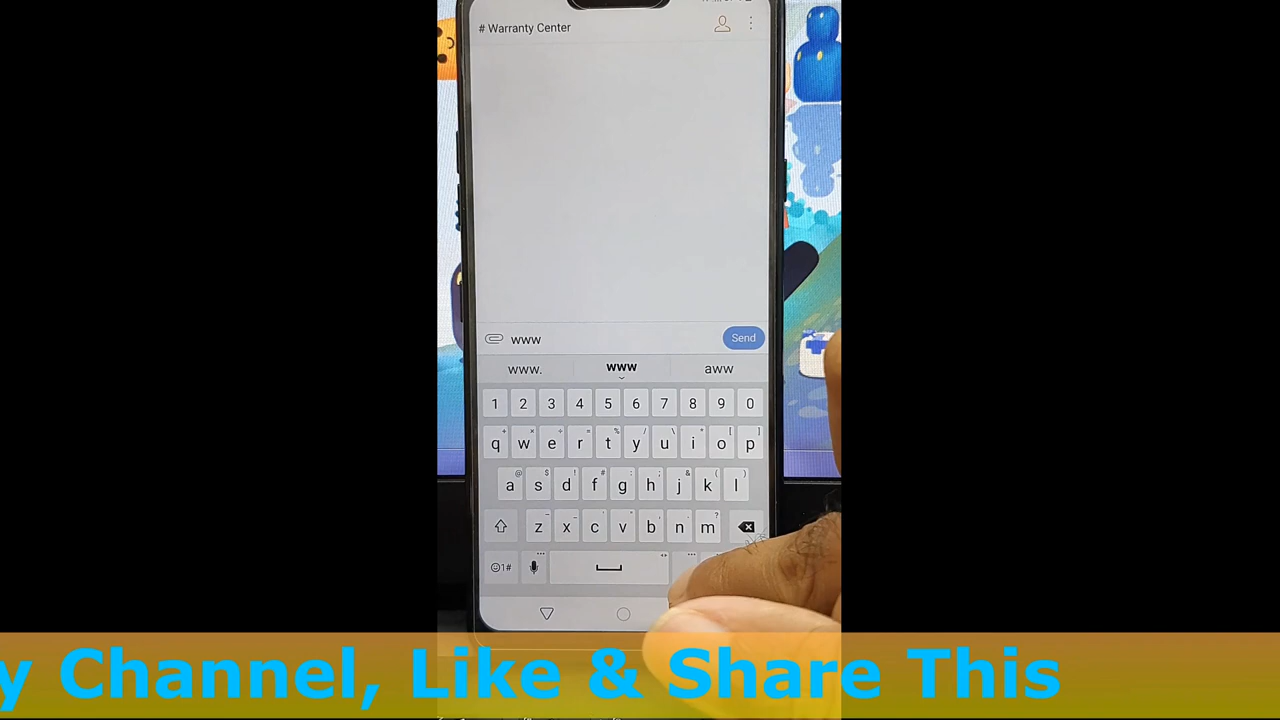 # Warranty Center
www
Send
www. www aww
1 2 3 4 5 6 7 8 9 0
q w e r t y u i o p
a s d f g h j k l
z x c v b n m
1#
y Channel, Like & Share This